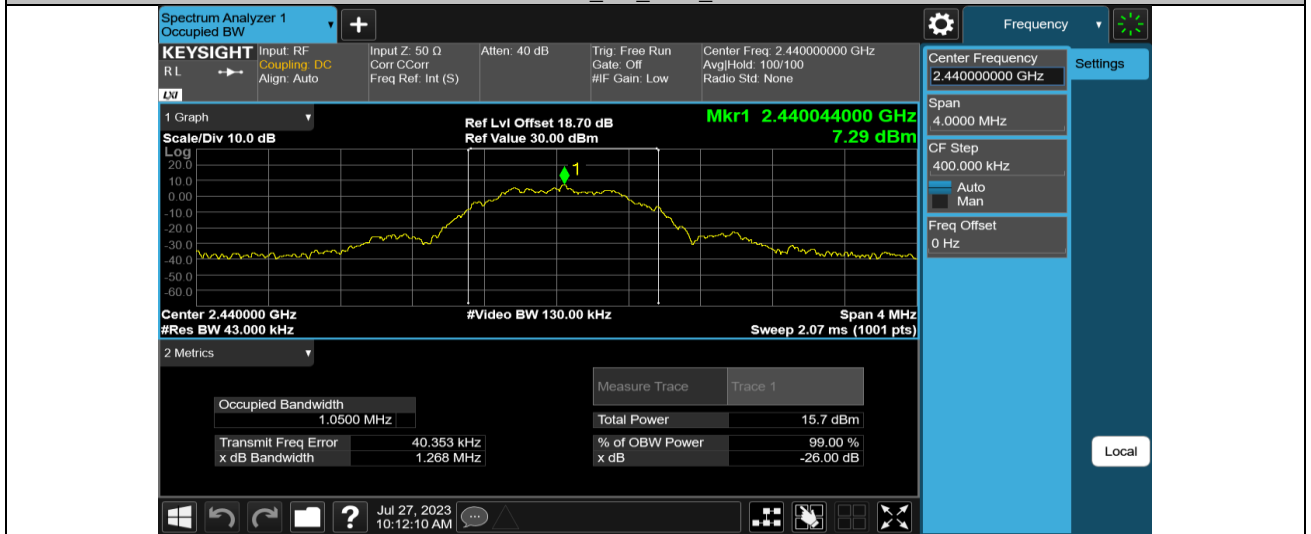 Spectrum Analyzer 1
Occupied BW
Frequency
KEYSIGHT
R L
LXI
Input: RF
Coupling: DC
Align: Auto
Input Z: 50 Ω
Corr CCorr
Freq Ref: Int (S)
Atten: 40 dB
Trig: Free Run
Gate: Off
#IF Gain: Low
Center Freq: 2.440000000 GHz
Avg|Hold: 100/100
Radio Std: None
Center Frequency
2.440000000 GHz
Settings
Span
4.0000 MHz
CF Step
400.000 kHz
Auto
Man
Freq Offset
0 Hz
1 Graph
Scale/Div 10.0 dB
Ref Lvl Offset 18.70 dB
Ref Value 30.00 dBm
Mkr1 2.440044000 GHz
7.29 dBm
Log
20.0
10.0
0.00
-10.0
-20.0
-30.0
-40.0
-50.0
-60.0
1
Center 2.440000 GHz
#Res BW 43.000 kHz
#Video BW 130.00 kHz
Span 4 MHz
Sweep 2.07 ms (1001 pts)
2 Metrics
Measure Trace Trace 1
Occupied Bandwidth
1.0500 MHz
Total Power 15.7 dBm
Transmit Freq Error 40.353 kHz
% of OBW Power 99.00 %
x dB Bandwidth 1.268 MHz
x dB -26.00 dB
Local
Jul 27, 2023
10:12:10 AM